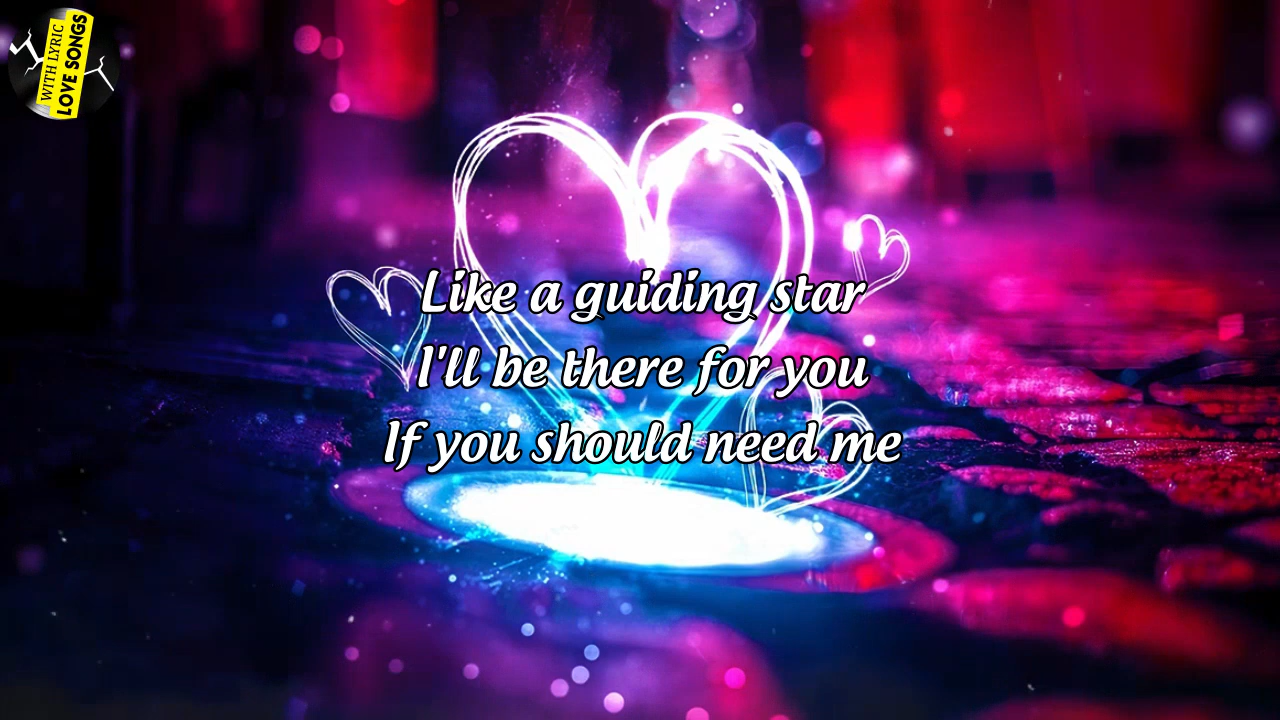 WITH LYRIC
LOVE SONGS
Like a guiding star
I'll be there for you
If you should need me